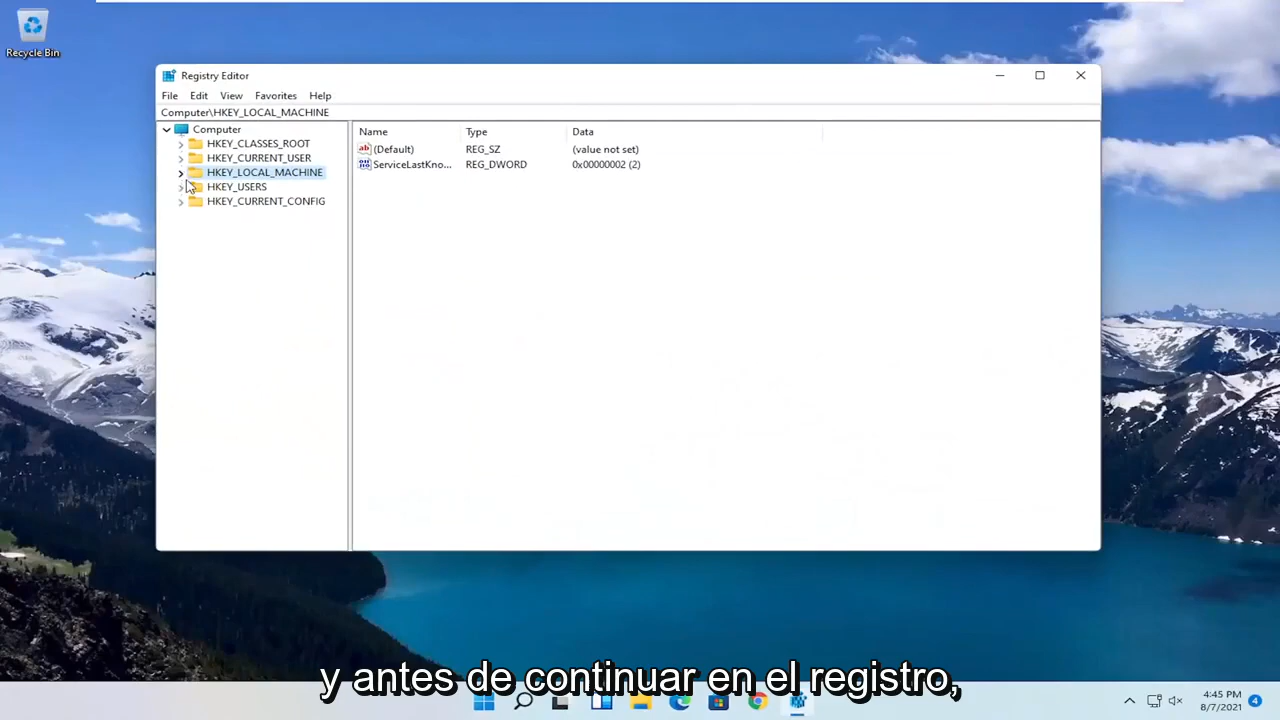 Recycle Bin
Registry Editor
File Edit View Favorites Help
Computer\HKEY_LOCAL_MACHINE
Computer
HKEY_CLASSES_ROOT
HKEY_CURRENT_USER
HKEY_LOCAL_MACHINE
HKEY_USERS
HKEY_CURRENT_CONFIG
Name Type Data
(Default) REG_SZ (value not set)
ServiceLastKno... REG_DWORD 0x00000002 (2)
y antes de continuar en el registro,
4:45 PM
8/7/2021
4